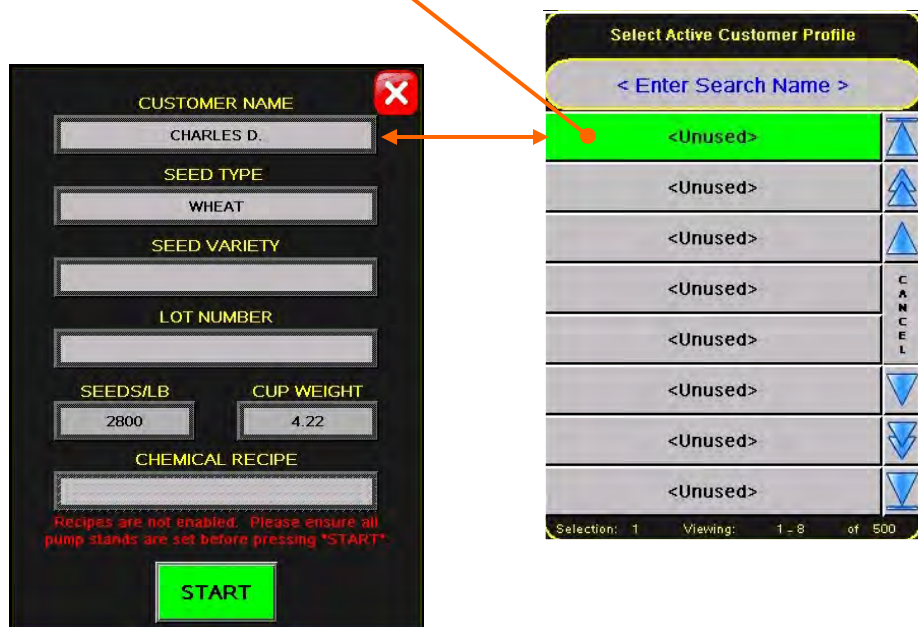 CUSTOMER NAME
CHARLES D.
SEED TYPE
WHEAT
SEED VARIETY
LOT NUMBER
SEEDS/LB
CUP WEIGHT
2800
4.22
CHEMICAL RECIPE
Recipes are not enabled. Please ensure all
pump stands are set before pressing "START"
START
Select Active Customer Profile
< Enter Search Name >
<Unused>
<Unused>
<Unused>
<Unused>
<Unused>
<Unused>
<Unused>
<Unused>
CANCEL
Selection: 1 Viewing: 1 - 8 of 500